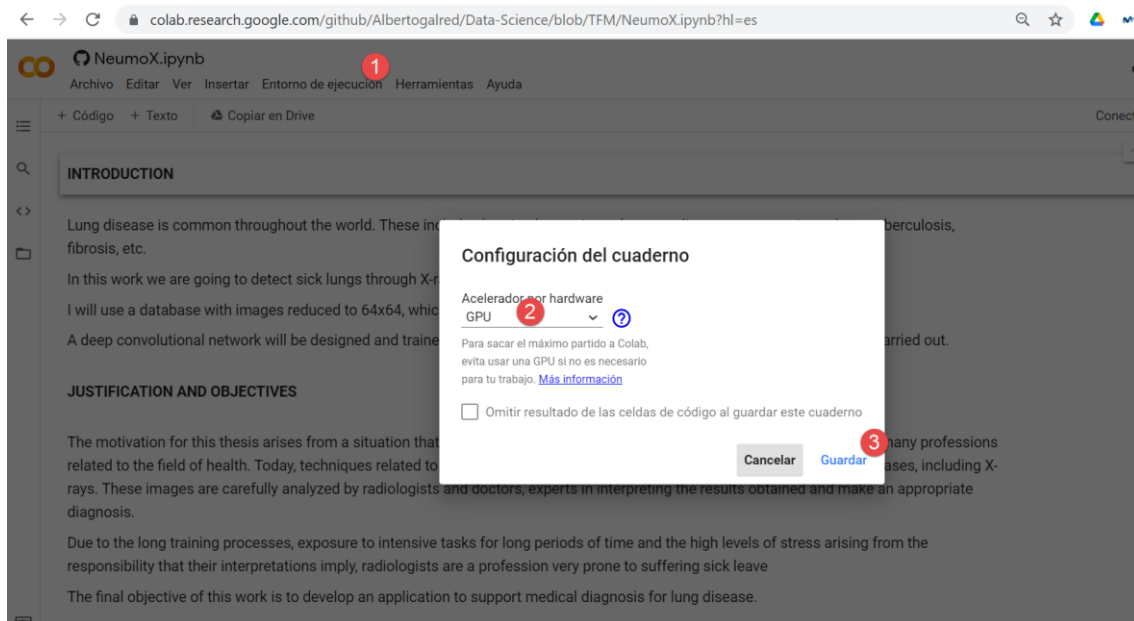 colab.research.google.com/github/Albertogalred/Data-Science/blob/TFM/NeumoX.ipynb?hl=es
NeumoX.ipynb
1
Archivo Editar Ver Insertar Entorno de ejecución Herramientas Ayuda
+ Código + Texto Copiar en Drive
INTRODUCTION
Lung disease is common throughout the world. These
fibrosis, etc.
In this work we are going to detect sick lungs through
I will use a database with images reduced to 64x64,
A deep convolutional network will be designed and
arried out.
JUSTIFICATION AND OBJECTIVES
The motivation for this thesis arises from a situation that
professions
related to the field of health. Today, techniques related to
including X-
rays. These images are carefully analyzed by radiologists and doctors, experts in interpreting the results obtained and make an appropriate
diagnosis.
Due to the long training processes, exposure to intensive tasks for long periods of time and the high levels of stress arising from the
responsibility that their interpretations imply, radiologists are a profession very prone to suffering sick leave
The final objective of this work is to develop an application to support medical diagnosis for lung disease.
Configuración del cuaderno
Acelerador por hardware
GPU 2
Para sacar el máximo partido a Colab,
evita usar una GPU si no es necesario
para tu trabajo. Más información
Omitir resultado de las celdas de código al guardar este cuaderno
3
Cancelar Guardar